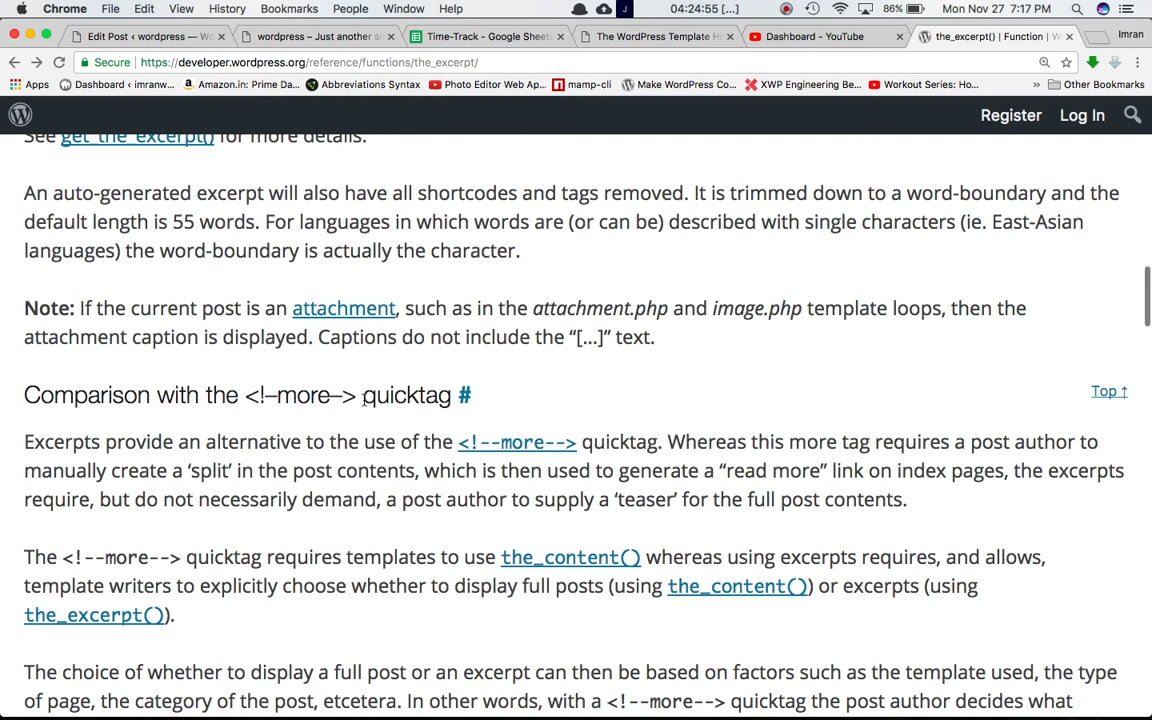 Chrome File Edit View History Bookmarks People Window Help 04:24:55 [...] 86% Mon Nov 27 7:17 PM
Edit Post ‹ wordpress — Wo × wordpress – Just another si × Time-Track - Google Sheets × The WordPress Template Hi × Dashboard - YouTube × the_excerpt() | Function | W × Imran
Secure https://developer.wordpress.org/reference/functions/the_excerpt/
Apps Dashboard ‹ imranw... Amazon.in: Prime Da... Abbreviations Syntax Photo Editor Web Ap... mamp-cli Make WordPress Co... XWP Engineering Be... Workout Series: Ho... » Other Bookmarks
Register Log In
See get_the_excerpt() for more details.
An auto-generated excerpt will also have all shortcodes and tags removed. It is trimmed down to a word-boundary and the
default length is 55 words. For languages in which words are (or can be) described with single characters (ie. East-Asian
languages) the word-boundary is actually the character.
Note: If the current post is an attachment, such as in the attachment.php and image.php template loops, then the
attachment caption is displayed. Captions do not include the “[…]” text.
Comparison with the <!–more–> quicktag #
Top ↑
Excerpts provide an alternative to the use of the <!--more--> quicktag. Whereas this more tag requires a post author to
manually create a ‘split’ in the post contents, which is then used to generate a “read more” link on index pages, the excerpts
require, but do not necessarily demand, a post author to supply a ‘teaser’ for the full post contents.
The <!--more--> quicktag requires templates to use the_content() whereas using excerpts requires, and allows,
template writers to explicitly choose whether to display full posts (using the_content()) or excerpts (using
the_excerpt()).
The choice of whether to display a full post or an excerpt can then be based on factors such as the template used, the type
of page, the category of the post, etcetera. In other words, with a <!--more--> quicktag the post author decides what